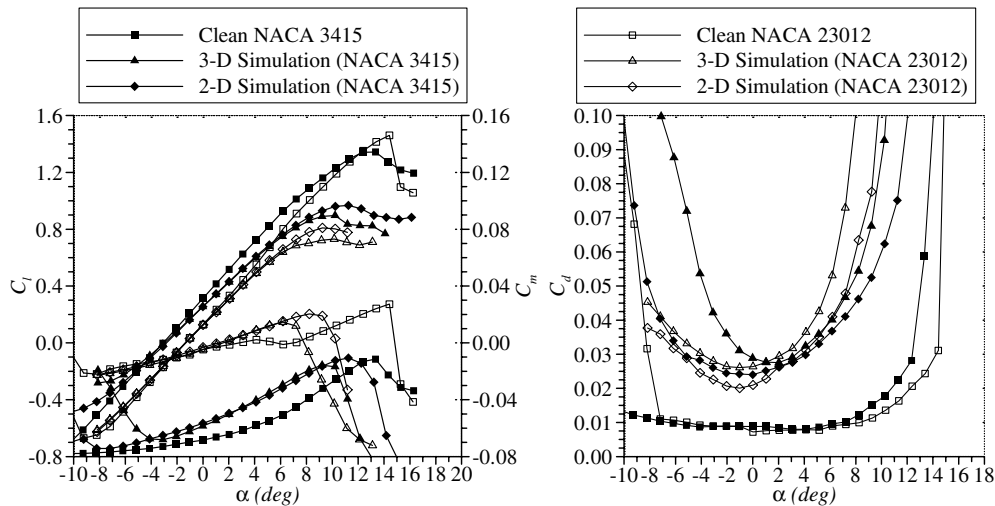 Clean NACA 3415
3-D Simulation (NACA 3415)
2-D Simulation (NACA 3415)
Clean NACA 23012
3-D Simulation (NACA 23012)
2-D Simulation (NACA 23012)
1.6
1.2
0.8
0.4
0.0
-0.4
-0.8
C_l
0.16
0.12
0.08
0.04
0.00
-0.04
-0.08
C_m
-10 -8 -6 -4 -2 0 2 4 6 8 10 12 14 16 18 20
α (deg)
0.10
0.09
0.08
0.07
0.06
0.05
0.04
0.03
0.02
0.01
0.00
C_d
-10 -8 -6 -4 -2 0 2 4 6 8 10 12 14 16 18
α (deg)